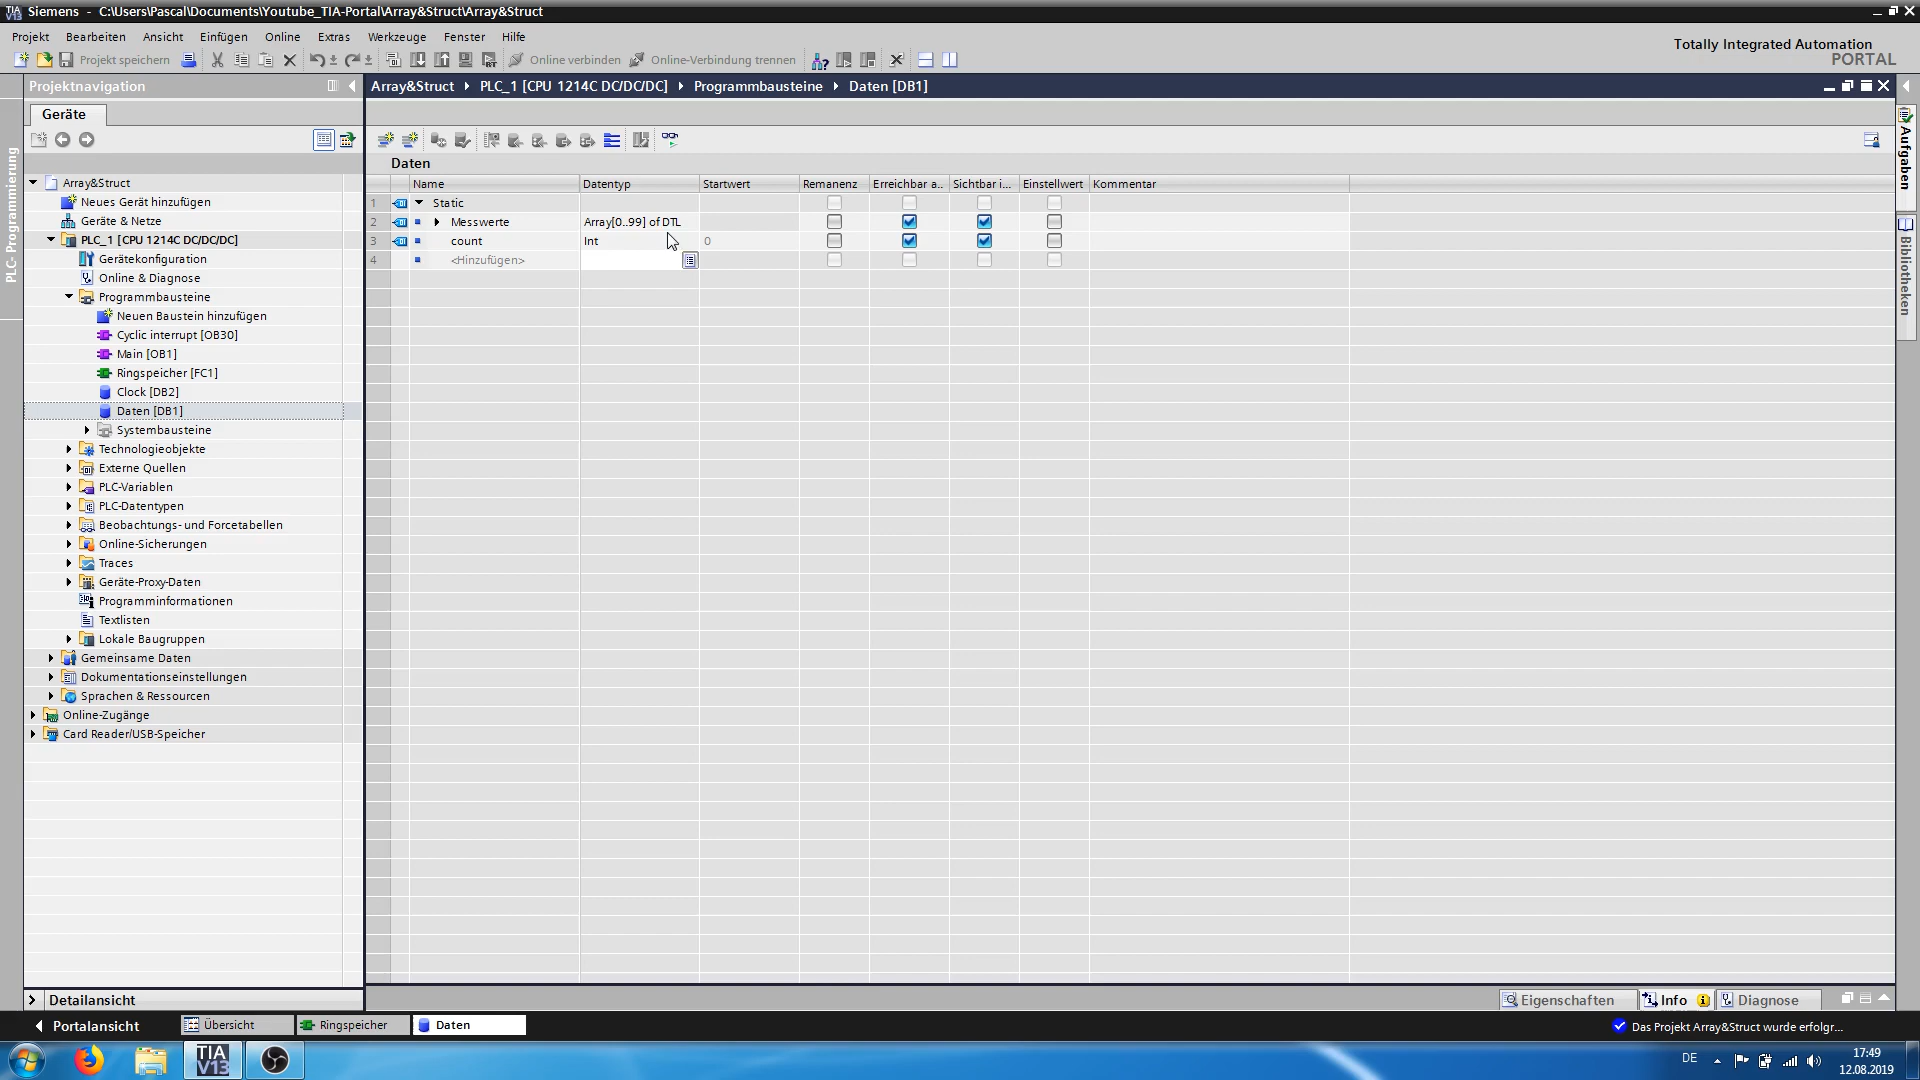 Siemens - C:\Users\Pascal\Documents\Youtube_TIA-Portal\Array&Struct\Array&Struct
Projekt Bearbeiten Ansicht Einfügen Online Extras Werkzeuge Fenster Hilfe
Totally Integrated Automation
PORTAL
Projekt speichern Online verbinden Online-Verbindung trennen
Projektnavigation
Array&Struct PLC_1 [CPU 1214C DC/DC/DC] Programmbausteine Daten [DB1]
Geräte
PLC-Programmierung
Array&Struct
Neues Gerät hinzufügen
Geräte & Netze
PLC_1 [CPU 1214C DC/DC/DC]
Gerätekonfiguration
Online & Diagnose
Programmbausteine
Neuen Baustein hinzufügen
Cyclic interrupt [OB30]
Main [OB1]
Ringspeicher [FC1]
Clock [DB2]
Daten [DB1]
Systembausteine
Technologieobjekte
Externe Quellen
PLC-Variablen
PLC-Datentypen
Beobachtungs- und Forcetabellen
Online-Sicherungen
Traces
Geräte-Proxy-Daten
Programminformationen
Textlisten
Lokale Baugruppen
Gemeinsame Daten
Dokumentationseinstellungen
Sprachen & Ressourcen
Online-Zugänge
Card Reader/USB-Speicher
Daten
Name Datentyp Startwert Remanenz Erreichbar a.. Sichtbar i... Einstellwert Kommentar
1 Static
2 Messwerte Array[0..99] of DTL
3 count Int 0
4 <Hinzufügen>
Aufgaben
Bibliotheken
Detailansicht
Eigenschaften Info Diagnose
Portalansicht Übersicht Ringspeicher Daten
Das Projekt Array&Struct wurde erfolgr...
TIA
V13
DE
17:49
12.08.2019